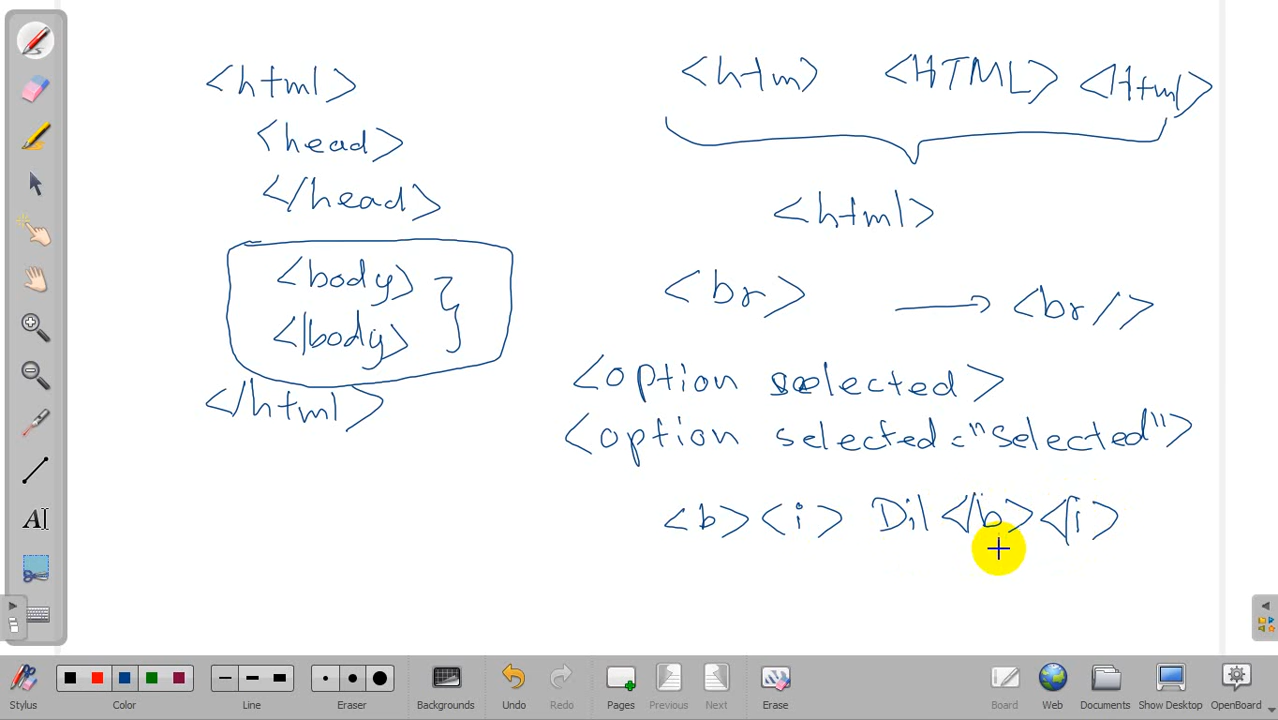 <html>
<head>
</head>
<body>
</body>
</html>
<htm> <HTML> <Html>
<html>
<br> → <br/>
<option selected>
<option selected="selected">
<b><i> Dil</b></i>
A
Stylus Color Line Eraser Backgrounds Undo Redo Pages Previous Next Erase Board Web Documents Show Desktop OpenBoard